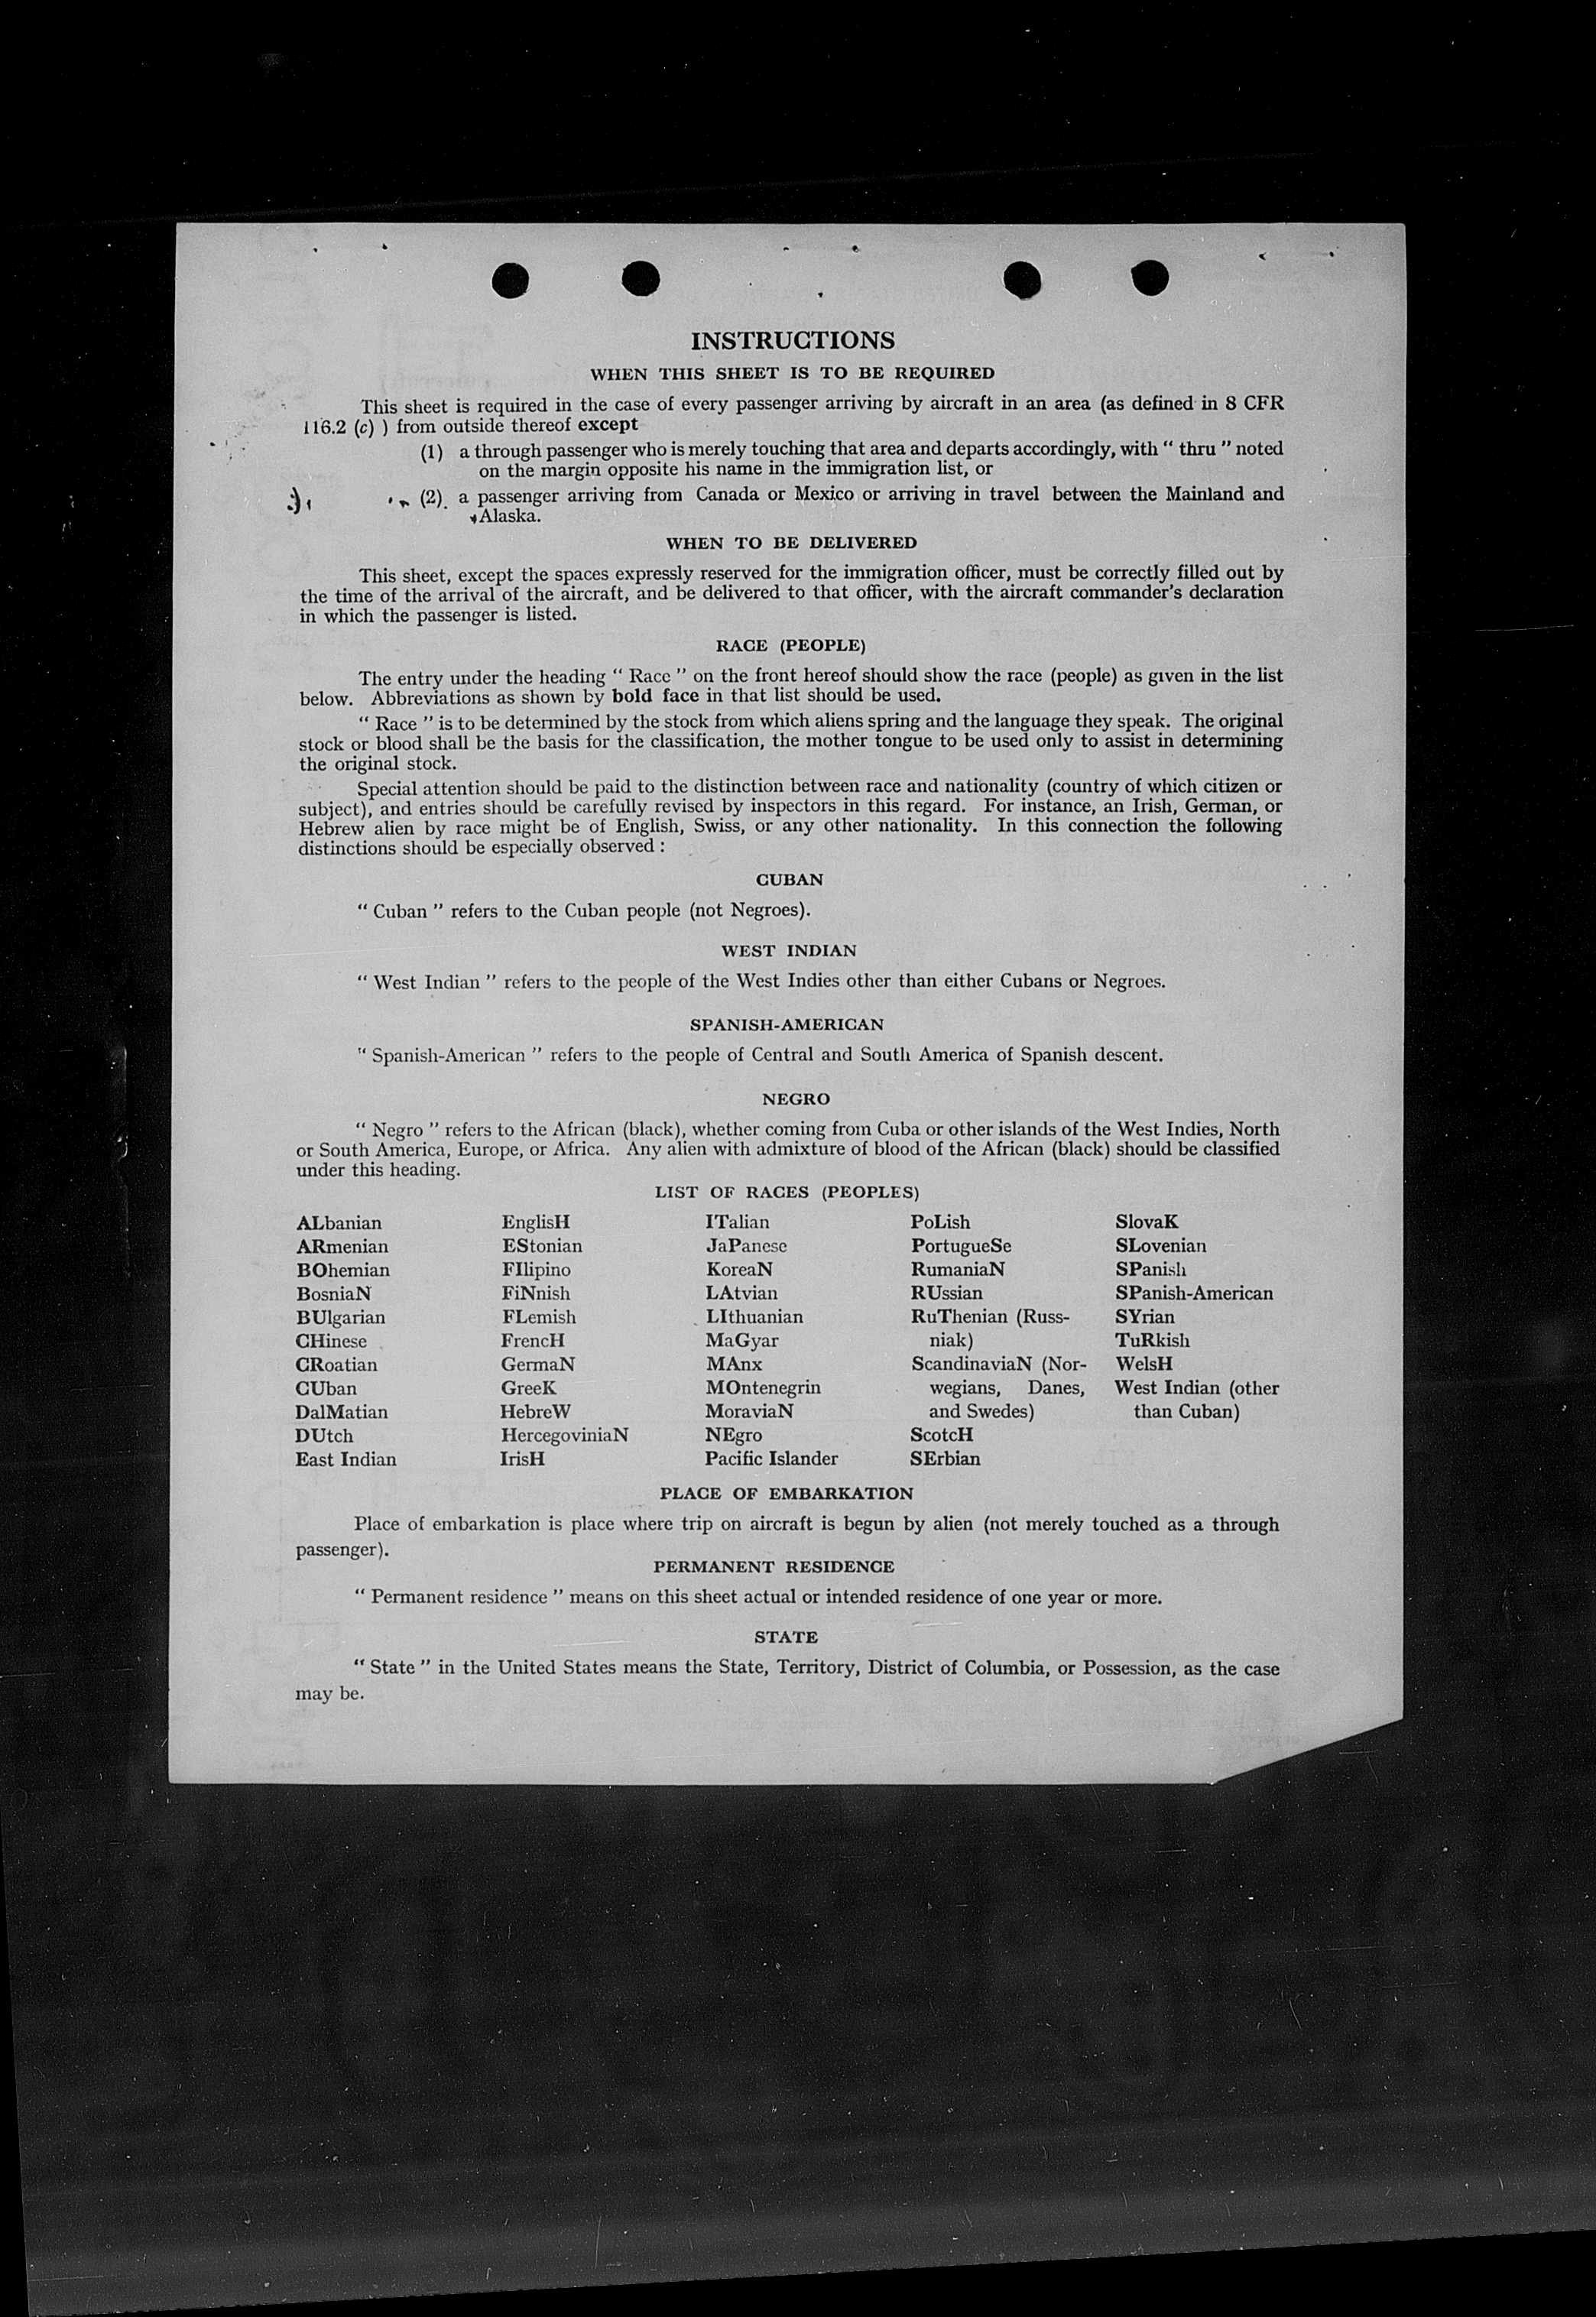 INSTRUCTIONS
WHEN THIS SHEET IS TO BE REQUIRED
This sheet is required in the case of every passenger arriving by aircraft in an area (as defined in 8 CFR
116.2 (c) ) from outside thereof except
(1) a through passenger who is merely touching that area and departs accordingly, with “ thru ” noted
on the margin opposite his name in the immigration list, or
(2) a passenger arriving from Canada or Mexico or arriving in travel between the Mainland and
Alaska.
WHEN TO BE DELIVERED
This sheet, except the spaces expressly reserved for the immigration officer, must be correctly filled out by
the time of the arrival of the aircraft, and be delivered to that officer, with the aircraft commander’s declaration
in which the passenger is listed.
RACE (PEOPLE)
The entry under the heading “ Race ” on the front hereof should show the race (people) as given in the list
below. Abbreviations as shown by bold face in that list should be used.
“ Race ” is to be determined by the stock from which aliens spring and the language they speak. The original
stock or blood shall be the basis for the classification, the mother tongue to be used only to assist in determining
the original stock.
Special attention should be paid to the distinction between race and nationality (country of which citizen or
subject), and entries should be carefully revised by inspectors in this regard. For instance, an Irish, German, or
Hebrew alien by race might be of English, Swiss, or any other nationality. In this connection the following
distinctions should be especially observed :
CUBAN
“ Cuban ” refers to the Cuban people (not Negroes).
WEST INDIAN
“ West Indian ” refers to the people of the West Indies other than either Cubans or Negroes.
SPANISH-AMERICAN
“ Spanish-American ” refers to the people of Central and South America of Spanish descent.
NEGRO
“ Negro ” refers to the African (black), whether coming from Cuba or other islands of the West Indies, North
or South America, Europe, or Africa. Any alien with admixture of blood of the African (black) should be classified
under this heading.
LIST OF RACES (PEOPLES)
ALbanian
ARmenian
BOhemian
BosniaN
BUlgarian
CHinese
CRoatian
CUban
DalMatian
DUtch
East Indian
EnglisH
EStonian
FIlipino
FiNnish
FLemish
FrencH
GermaN
GreeK
HebreW
HercegoviniaN
IrisH
ITalian
JaPanese
KoreaN
LAtvian
LIthuanian
MaGyar
MAnx
MOntenegrin
MoraviaN
NEgro
Pacific Islander
PoLish
PortugueSe
RumaniaN
RUssian
RuThenian (Russ-
niak)
ScandinaviaN (Nor-
wegians, Danes,
and Swedes)
ScotcH
SErbian
SlovaK
SLovenian
SPanish
SPanish-American
SYrian
TuRkish
WelsH
West Indian (other
than Cuban)
PLACE OF EMBARKATION
Place of embarkation is place where trip on aircraft is begun by alien (not merely touched as a through
passenger).
PERMANENT RESIDENCE
“ Permanent residence ” means on this sheet actual or intended residence of one year or more.
STATE
“ State ” in the United States means the State, Territory, District of Columbia, or Possession, as the case
may be.